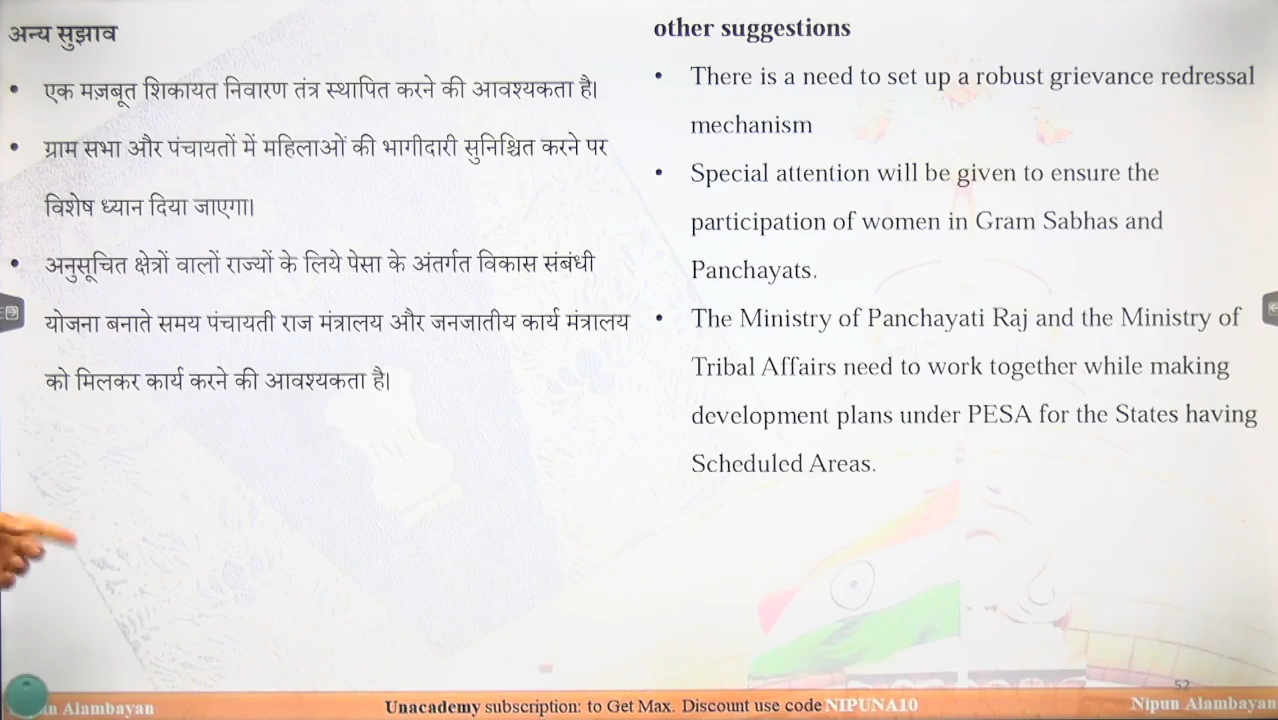 अन्य सुझाव
• एक मज़बूत शिकायत निवारण तंत्र स्थापित करने की आवश्यकता है।
• ग्राम सभा और पंचायतों में महिलाओं की भागीदारी सुनिश्चित करने पर
विशेष ध्यान दिया जाएगा।
• अनुसूचित क्षेत्रों वालों राज्यों के लिये पेसा के अंतर्गत विकास संबंधी
योजना बनाते समय पंचायती राज मंत्रालय और जनजातीय कार्य मंत्रालय
को मिलकर कार्य करने की आवश्यकता है।
other suggestions
• There is a need to set up a robust grievance redressal
mechanism
• Special attention will be given to ensure the
participation of women in Gram Sabhas and
Panchayats.
• The Ministry of Panchayati Raj and the Ministry of
Tribal Affairs need to work together while making
development plans under PESA for the States having
Scheduled Areas.
52
Alambayan
Unacademy subscription: to Get Max. Discount use code NIPUNA10
Nipun Alambayan